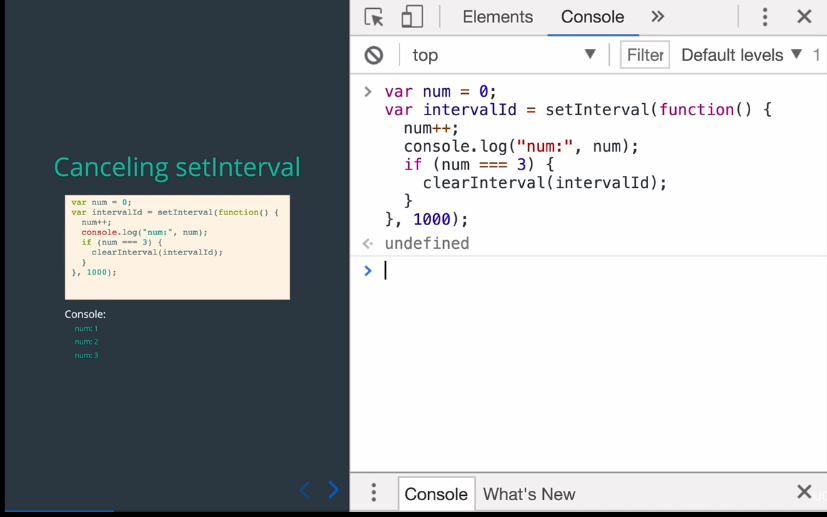 Canceling setInterval
var num = 0;
var intervalId = setInterval(function() {
num++;
console.log("num:", num);
if (num === 3) {
clearInterval(intervalId);
}
}, 1000);
Console:
num: 1
num: 2
num: 3
Elements Console »
top Filter Default levels 1
var num = 0;
var intervalId = setInterval(function() {
num++;
console.log("num:", num);
if (num === 3) {
clearInterval(intervalId);
}
}, 1000);
undefined
Console What's New